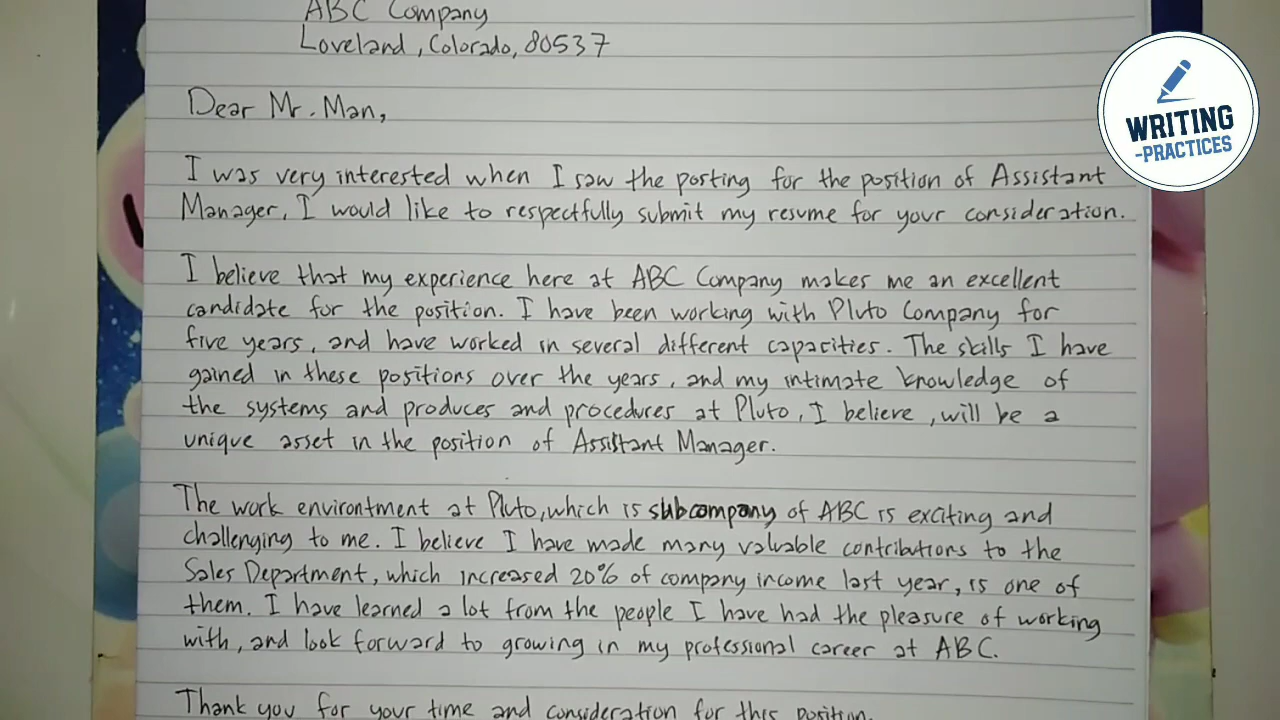 ABC Company
Loveland, Colorado, 80537
Dear Mr. Man,
I was very interested when I saw the posting for the position of Assistant
Manager, I would like to respectfully submit my resume for your consideration.
I believe that my experience here at ABC Company makes me an excellent
candidate for the position. I have been working with Pluto Company for
five years, and have worked in several different capacities. The skills I have
gained in these positions over the years, and my intimate knowledge of
the systems and produces and procedures at Pluto, I believe, will be a
unique asset in the position of Assistant Manager.
The work environtment at Pluto, which is subcompany of ABC is exciting and
challenging to me. I believe I have made many valuable contributions to the
Sales Department, which increased 20% of company income last year, is one of
them. I have learned a lot from the people I have had the pleasure of working
with, and look forward to growing in my professional career at ABC.
Thank you for your time and consideration for this position.
WRITING
-PRACTICES